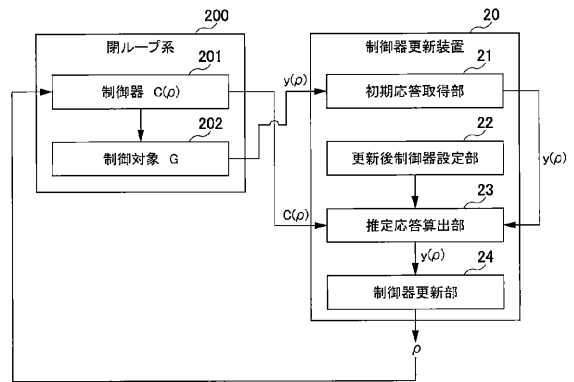 200
閉ループ系
201
制御器 C(ρ)
202
制御対象 G
20
制御器更新装置
21
y(ρ)
初期応答取得部
22
更新後制御器設定部
y(ρ)
23
C(ρ)
推定応答算出部
y(ρ)
24
制御器更新部
ρ